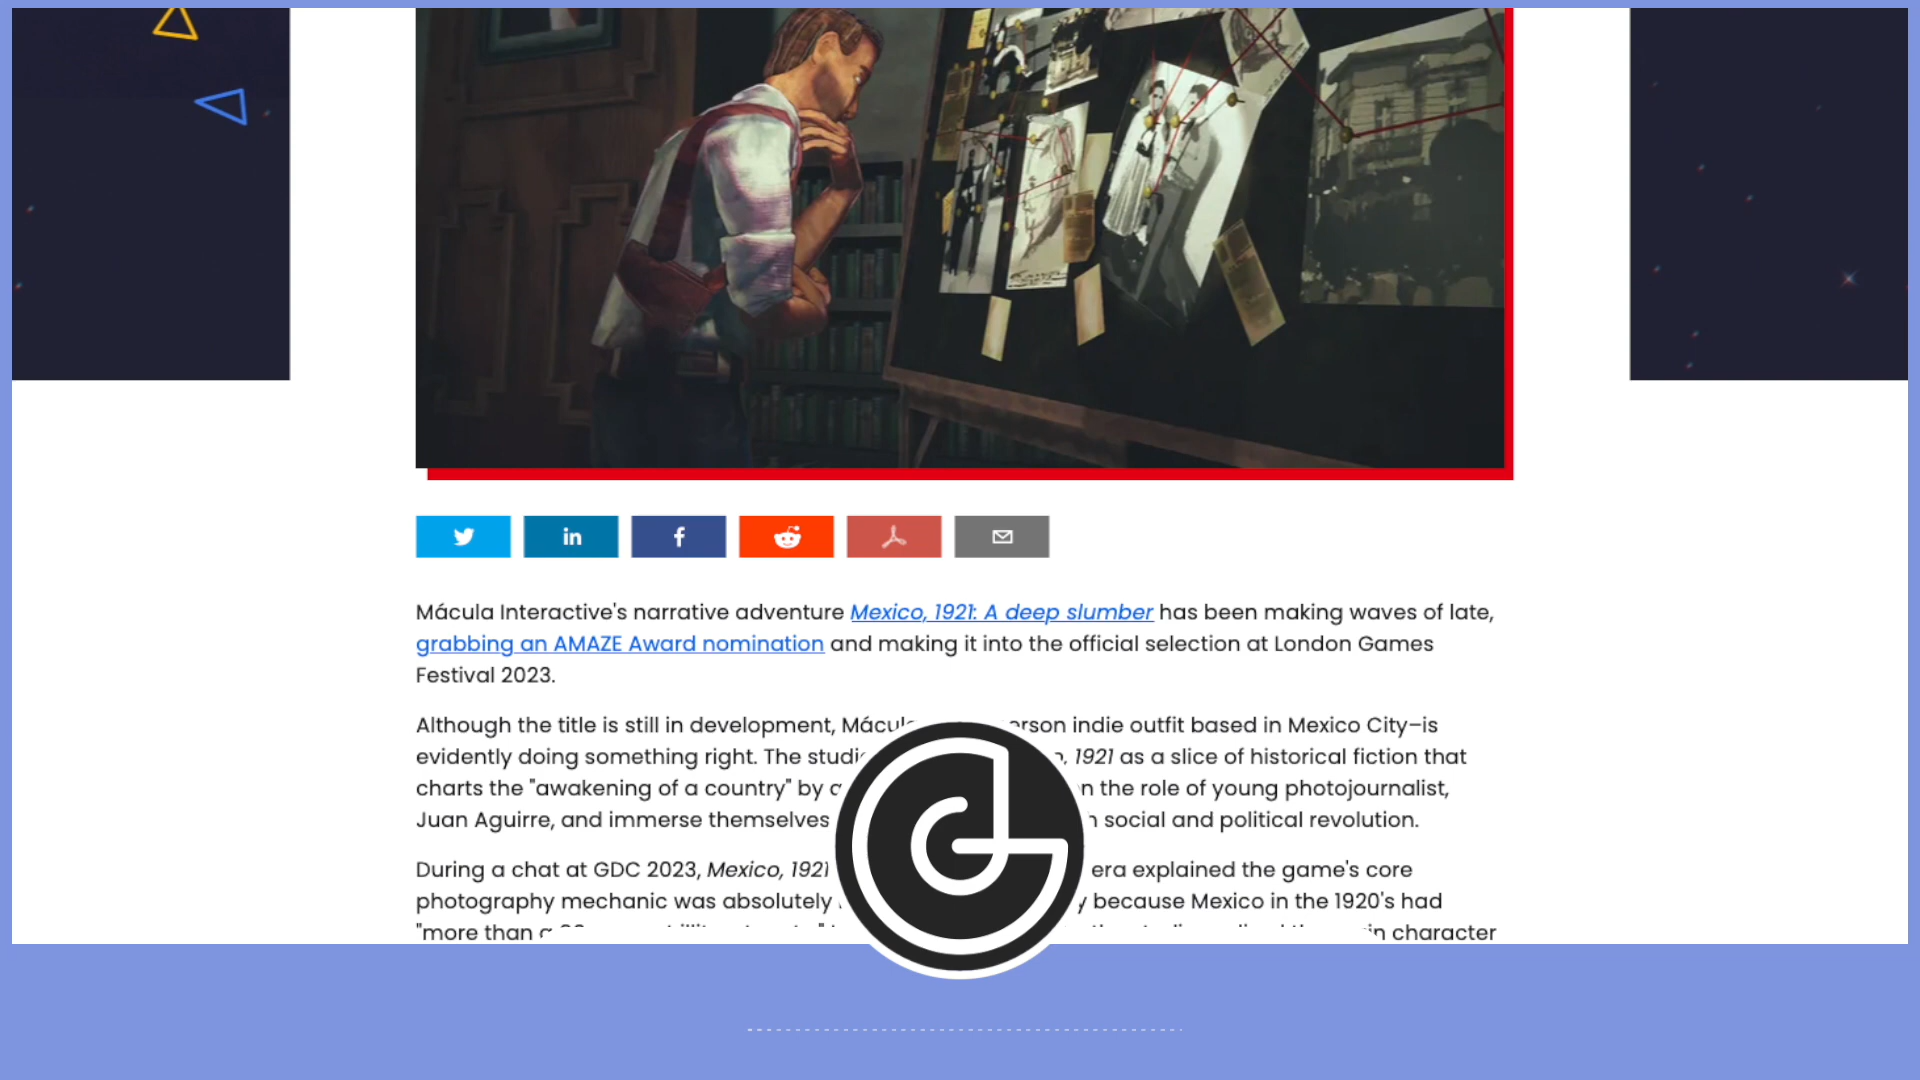 in
f
Mácula Interactive's narrative adventure Mexico, 1921: A deep slumber has been making waves of late,
grabbing an AMAZE Award nomination and making it into the official selection at London Games
Festival 2023.
Although the title is still in development, indie outfit based in Mexico City–is
evidently doing something right. The 1921 as a slice of historical fiction that
charts the "awakening of a country" by the role of young photojournalist,
Juan Aguirre, and immerse themselves social and political revolution.
During a chat at GDC 2023, Mexico, 1921 explained the game's core
photography mechanic was absolutely because Mexico in the 1920's had
"more than character